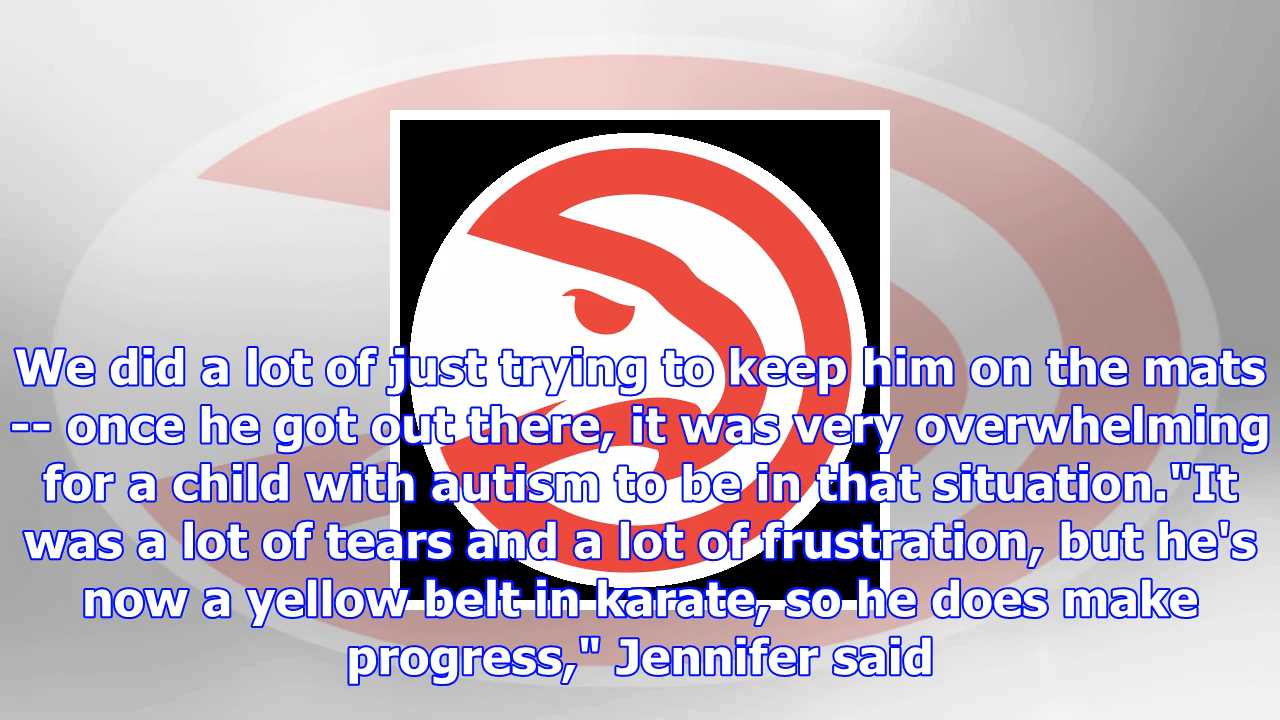 We did a lot of just trying to keep him on the mats
-- once he got out there, it was very overwhelming
for a child with autism to be in that situation."It
was a lot of tears and a lot of frustration, but he's
now a yellow belt in karate, so he does make
progress," Jennifer said